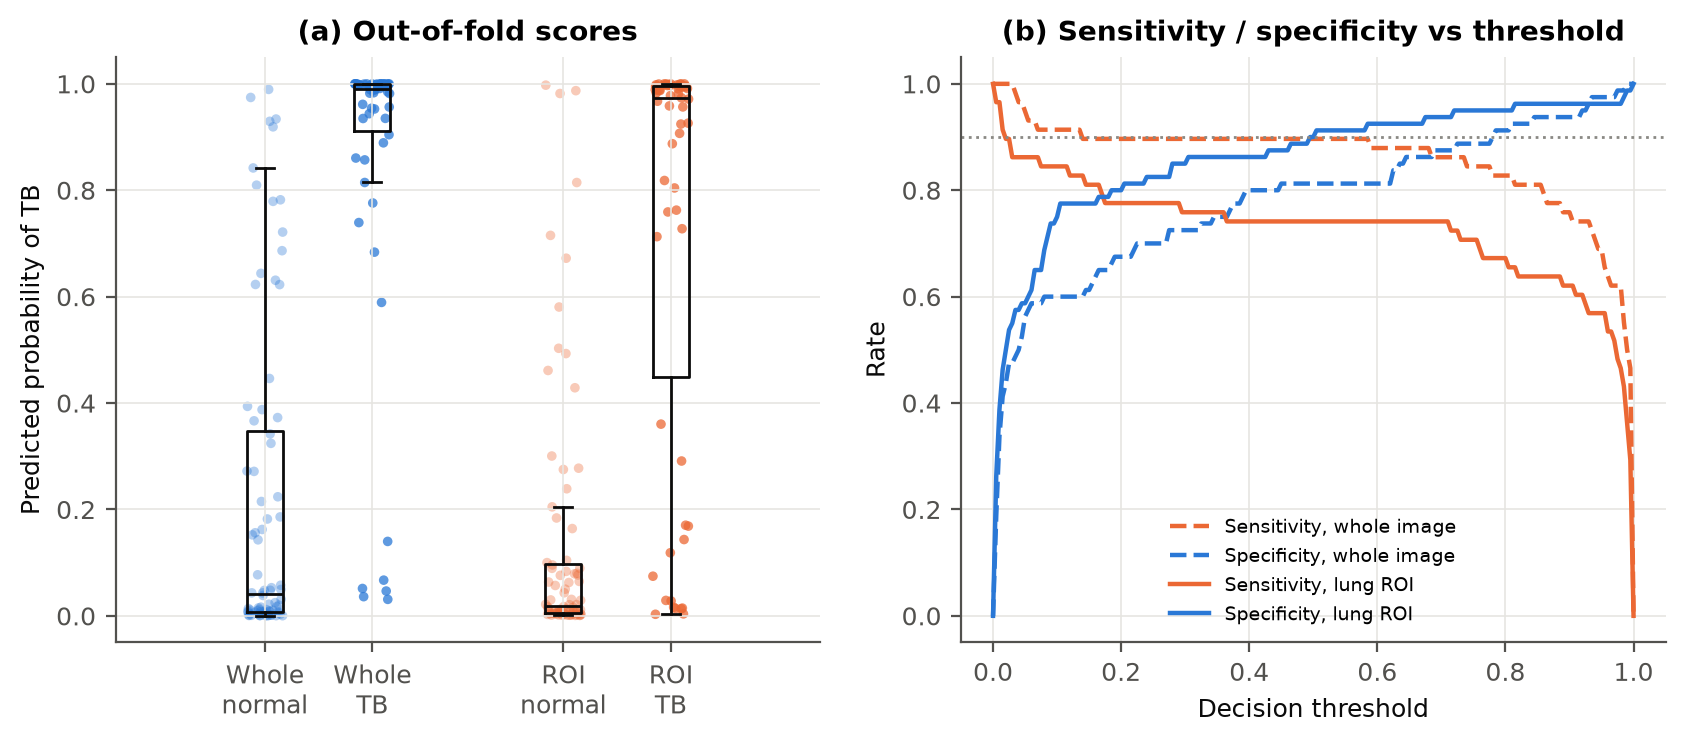 (a) Out-of-fold scores
Predicted probability of TB
1.0
0.8
0.6
0.4
0.2
0.0
Whole
normal
Whole
TB
ROI
normal
ROI
TB
(b) Sensitivity / specificity vs threshold
Rate
1.0
0.8
0.6
0.4
0.2
0.0
Sensitivity, whole image
Specificity, whole image
Sensitivity, lung ROI
Specificity, lung ROI
0.0 0.2 0.4 0.6 0.8 1.0
Decision threshold